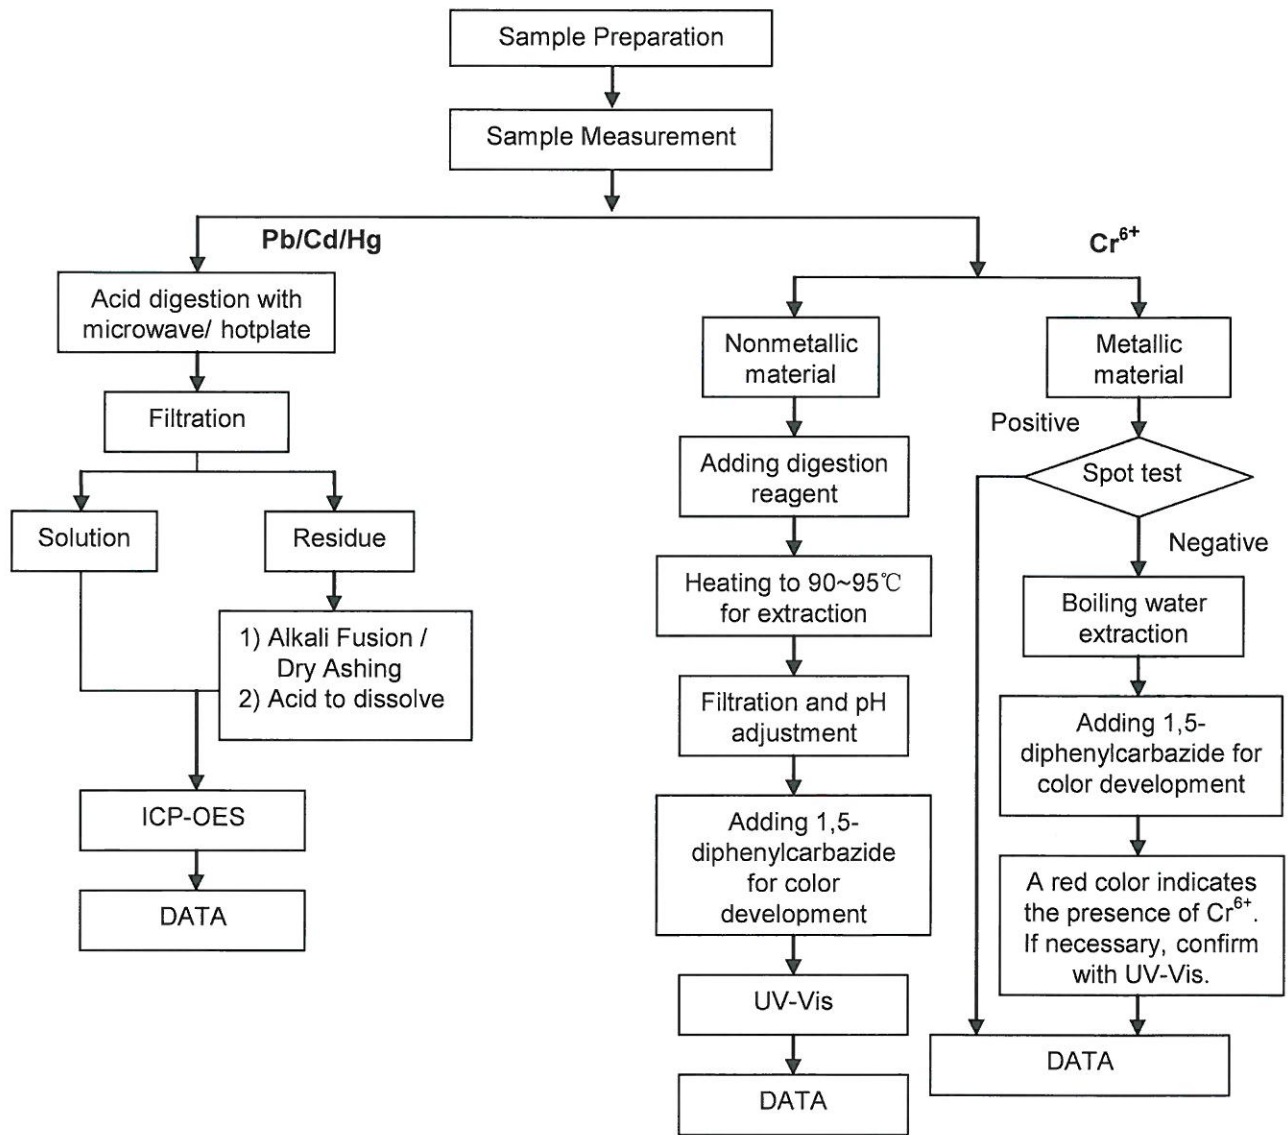 Sample Preparation
Sample Measurement
Pb/Cd/Hg
Acid digestion with
microwave/ hotplate
Filtration
Solution
Residue
1) Alkali Fusion /
Dry Ashing
2) Acid to dissolve
ICP-OES
DATA
Cr⁶⁺
Nonmetallic
material
Adding digestion
reagent
Heating to 90~95℃
for extraction
Filtration and pH
adjustment
Adding 1,5-
diphenylcarbazide
for color
development
UV-Vis
DATA
Metallic
material
Positive
Spot test
Negative
Boiling water
extraction
Adding 1,5-
diphenylcarbazide for
color development
A red color indicates
the presence of Cr⁶⁺.
If necessary, confirm
with UV-Vis.
DATA